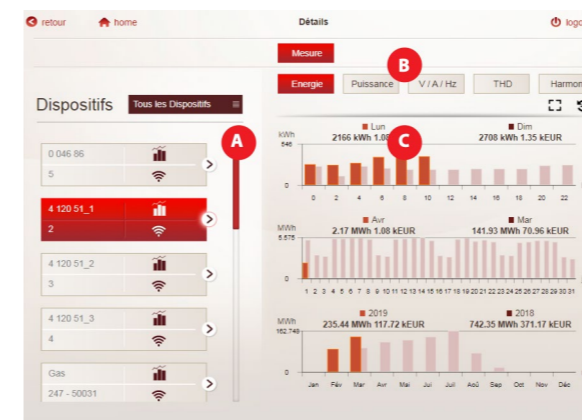 retour home Détails logo
Mesure
B
Energie Puissance V / A / Hz THD Harmon
Dispositifs Tous les Dispositifs
A
C
0 046 86
5
4 120 51_1
2
4 120 51_2
3
4 120 51_3
4
Gas
247 - 50031
Lun Dim
kWh 2166 kWh 1.08 2708 kWh 1.35 kEUR
846
0
0 2 4 6 8 10 12 14 16 18 20 22
Avr Mar
MWh 2.17 MWh 1.08 kEUR 141.93 MWh 70.96 kEUR
6.575
0
1 2 3 4 5 6 7 8 9 10 11 12 13 14 15 16 17 18 19 20 21 22 23 24 25 26 27 28 29 30 31
2019 2018
MWh 235.44 MWh 117.72 kEUR 742.35 MWh 371.17 kEUR
162.749
0
Jan Fév Mar Avr Mai Jui Juil Aoû Sep Oct Nov Déc